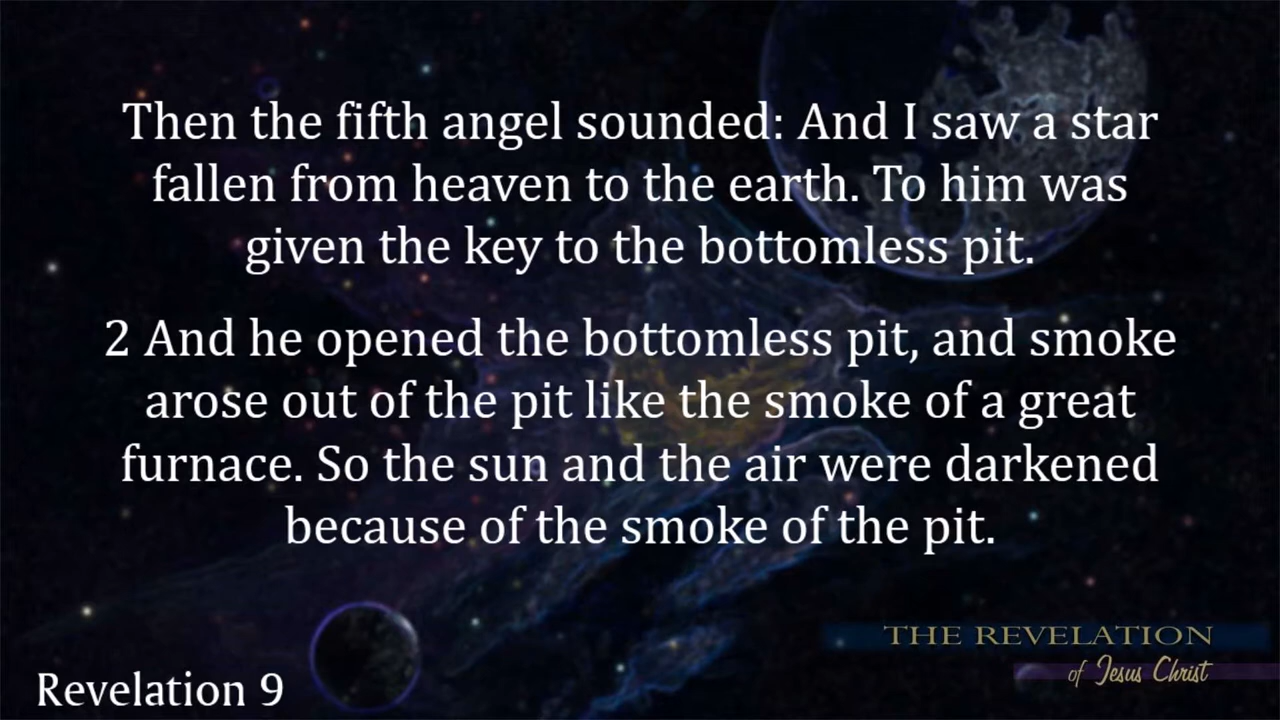 Then the fifth angel sounded: And I saw a star
fallen from heaven to the earth. To him was
given the key to the bottomless pit.
2 And he opened the bottomless pit, and smoke
arose out of the pit like the smoke of a great
furnace. So the sun and the air were darkened
because of the smoke of the pit.
THE REVELATION
of Jesus Christ
Revelation 9